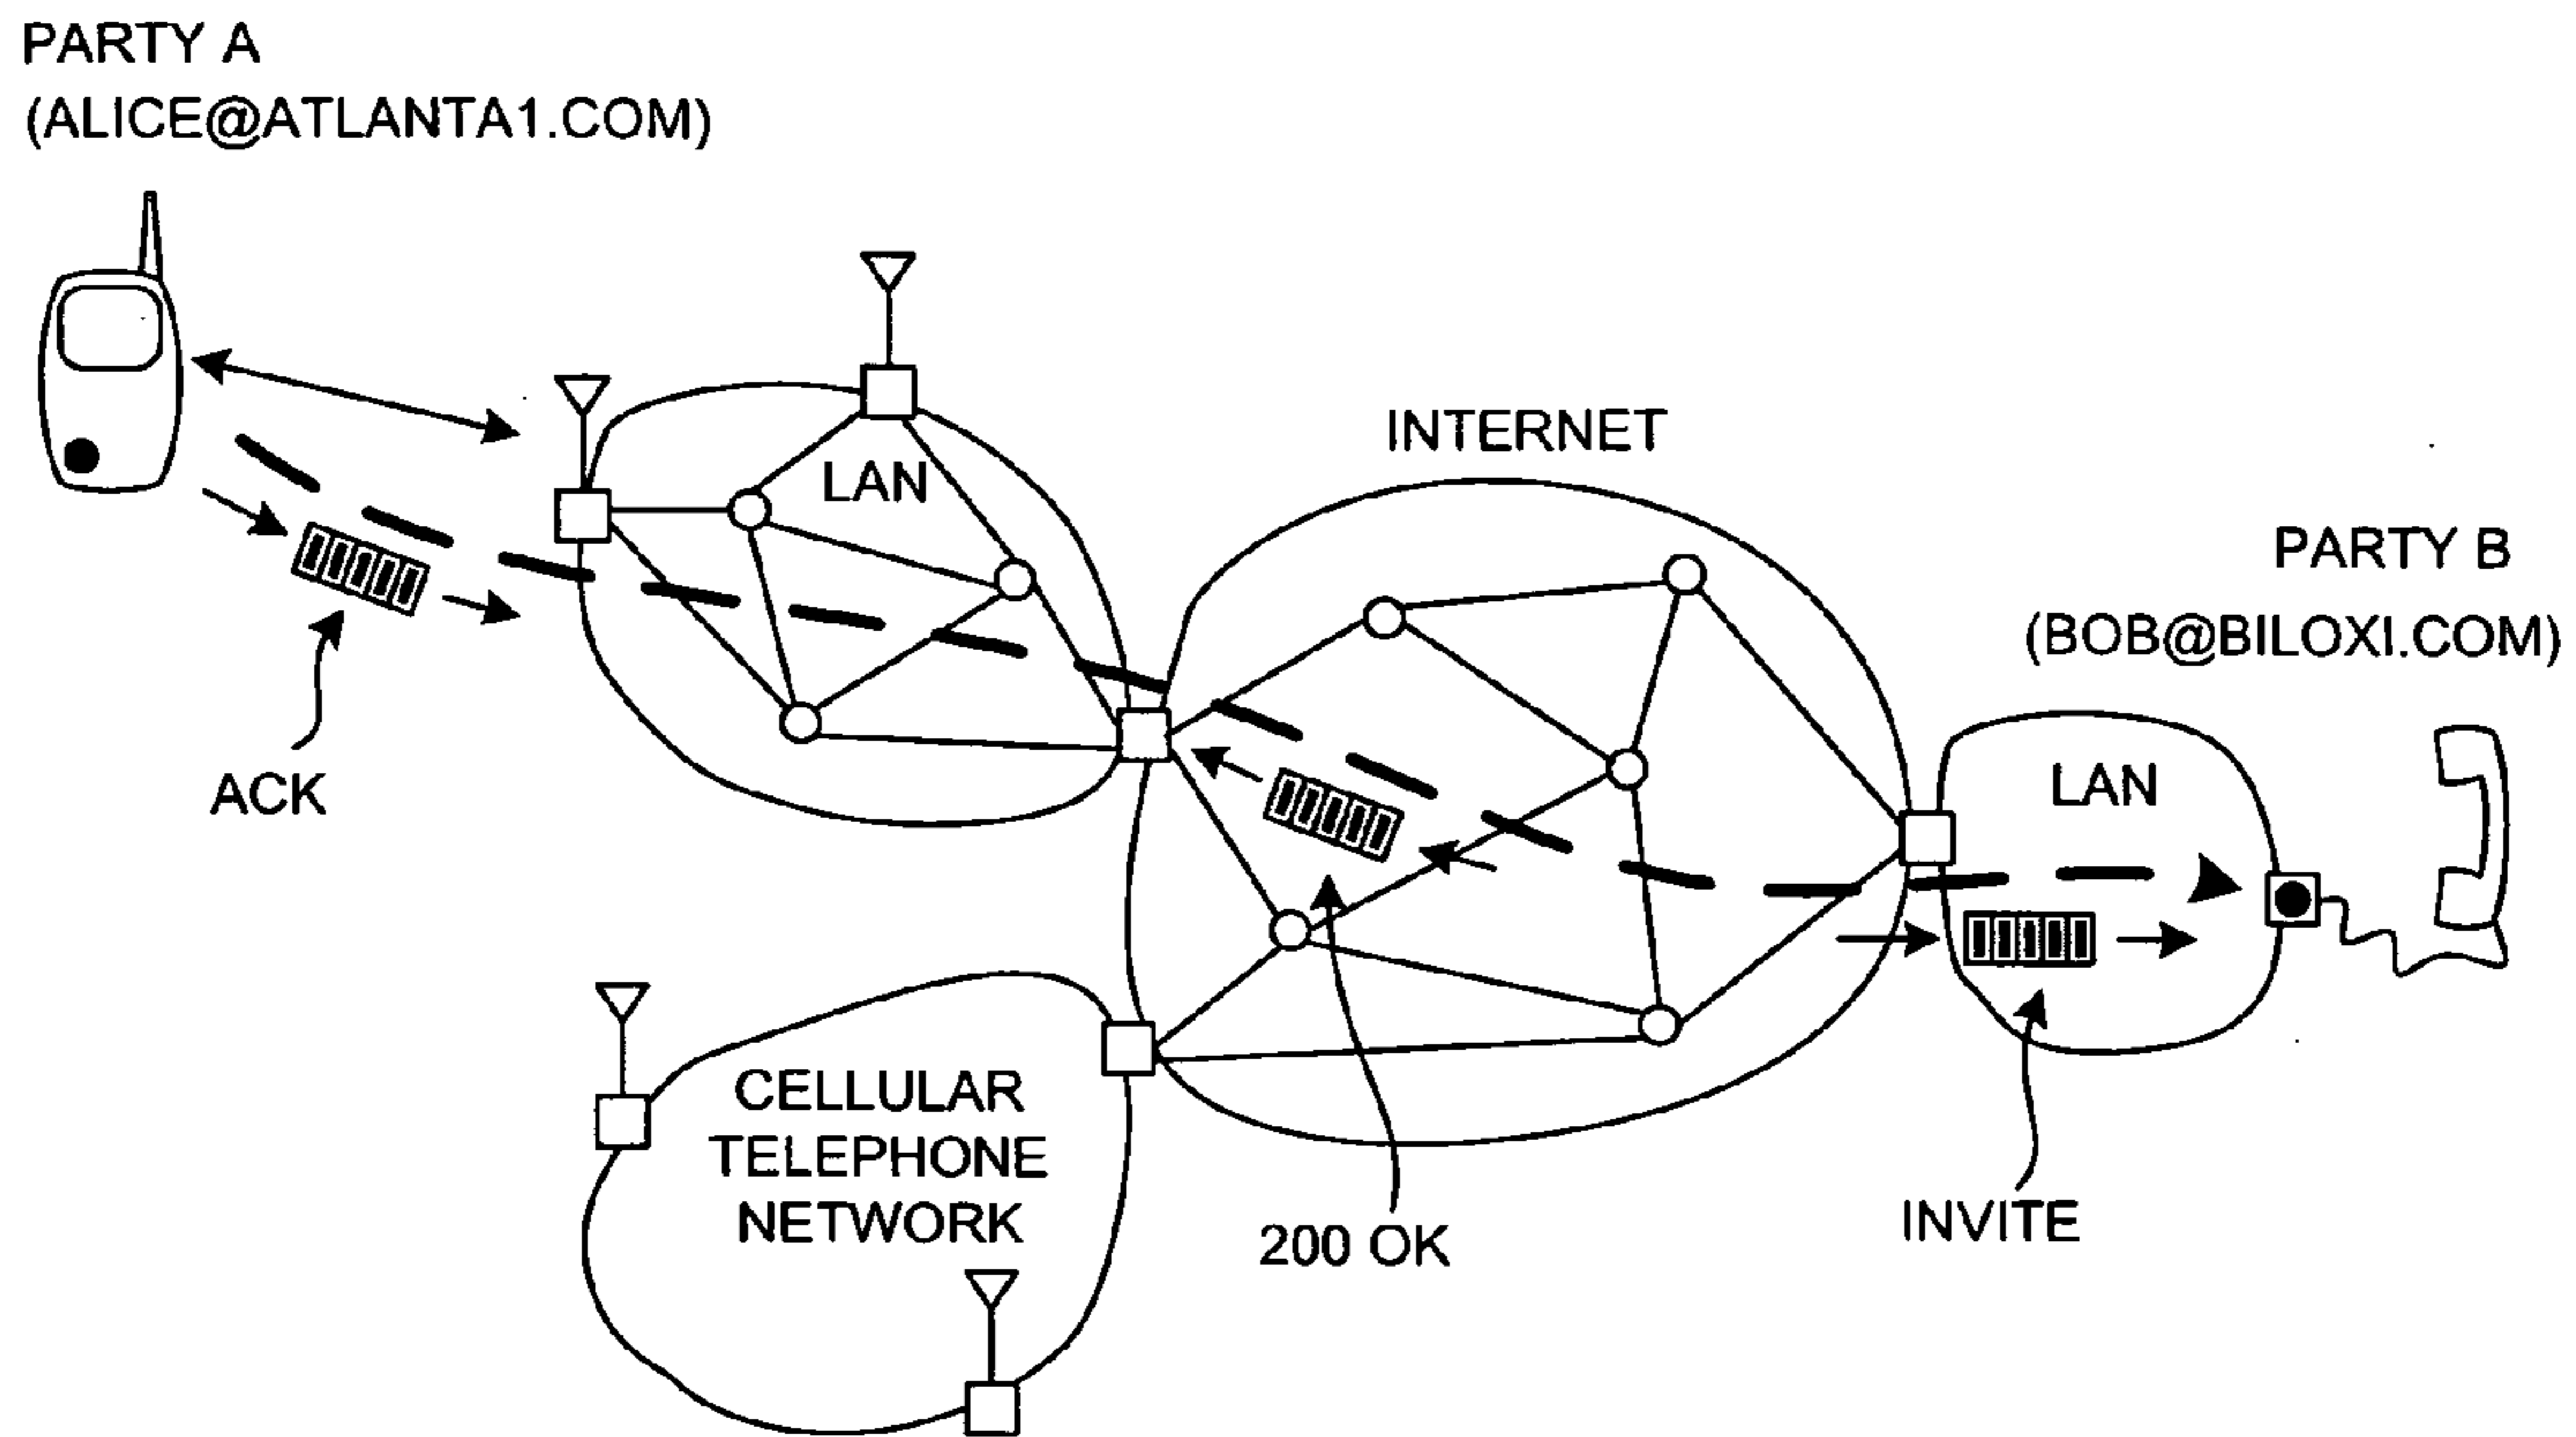 PARTY A
(ALICE@ATLANTA1.COM)
LAN
INTERNET
PARTY B
(BOB@BILOXI.COM)
LAN
ACK
CELLULAR
TELEPHONE
NETWORK
200 OK
INVITE